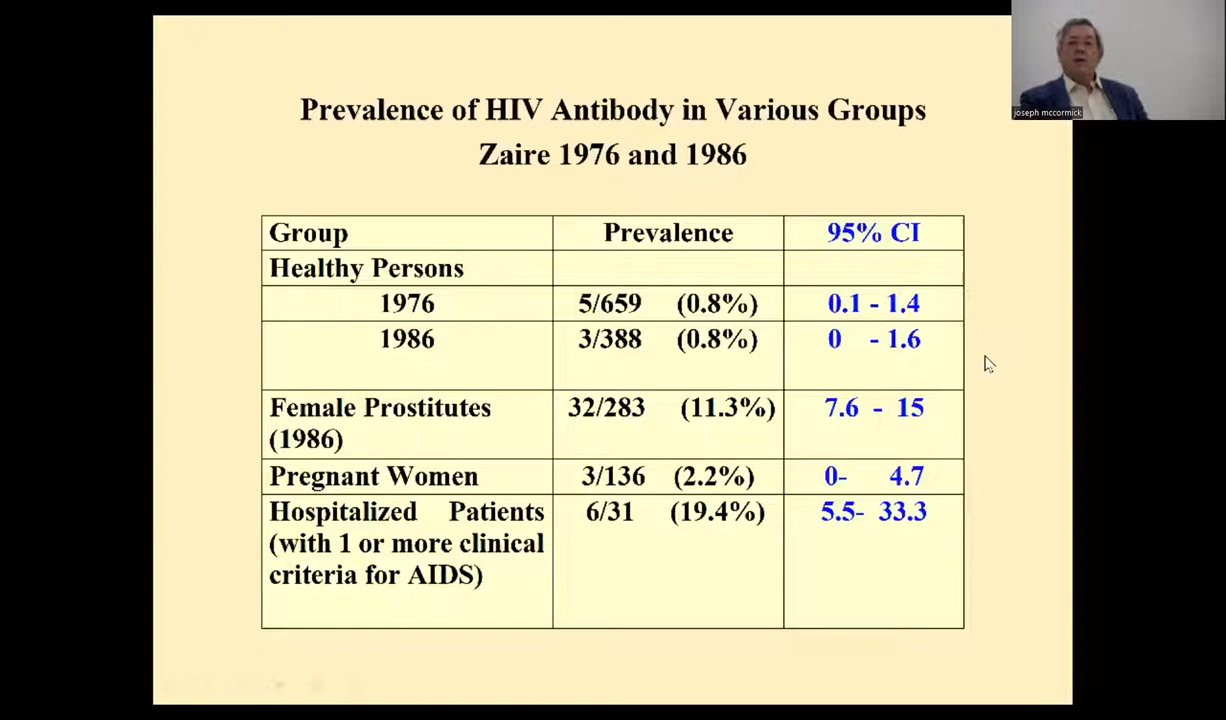 joseph mccormick
Prevalence of HIV Antibody in Various Groups
Zaire 1976 and 1986
Group Prevalence 95% CI
Healthy Persons
1976 5/659 (0.8%) 0.1 - 1.4
1986 3/388 (0.8%) 0 - 1.6
Female Prostitutes 32/283 (11.3%) 7.6 - 15
(1986)
Pregnant Women 3/136 (2.2%) 0- 4.7
Hospitalized Patients 6/31 (19.4%) 5.5- 33.3
(with 1 or more clinical
criteria for AIDS)